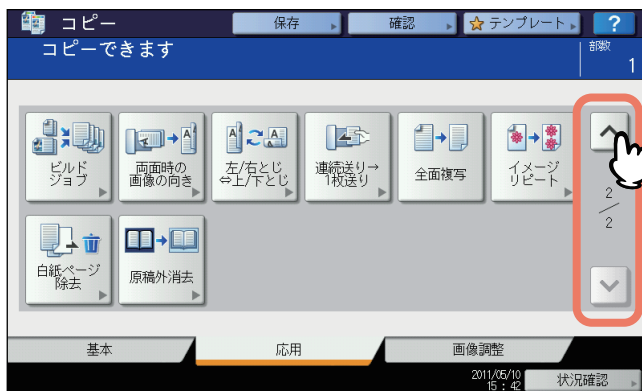 コピー
保存
確認
テンプレート
?
コピーできます
部数
1
ビルド
ジョブ
両面時の
画像の向き
左/右とじ
⇔上/下とじ
連続送り→
1枚送り
全面複写
イメージ
リピート
2
2
白紙ページ
除去
原稿外消去
基本
応用
画像調整
2011/05/10
15:42
状況確認